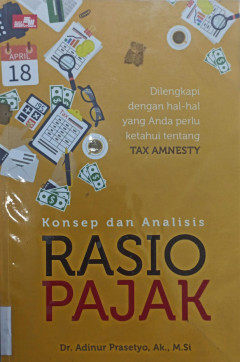 APRIL
18
Dilengkapi
dengan hal-hal
yang Anda perlu
ketahui tentang
TAX AMNESTY
Konsep dan Analisis
RASIO
PAJAK
Dr. Adinur Prasetyo, Ak., M.Si